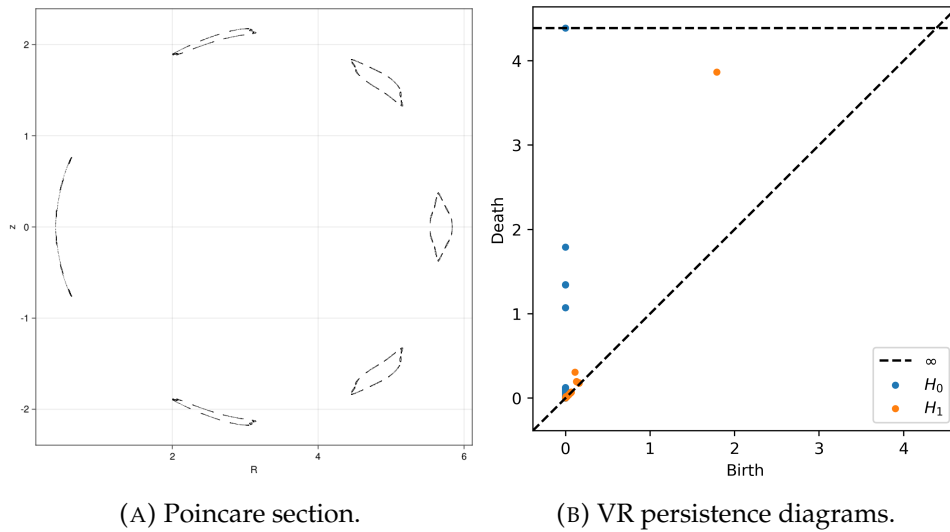 2
1
0
-1
-2
z
2
4
6
R
4
3
2
1
0
Death
∞
H₀
H₁
0
1
2
3
4
Birth
(A) Poincare section.
(B) VR persistence diagrams.